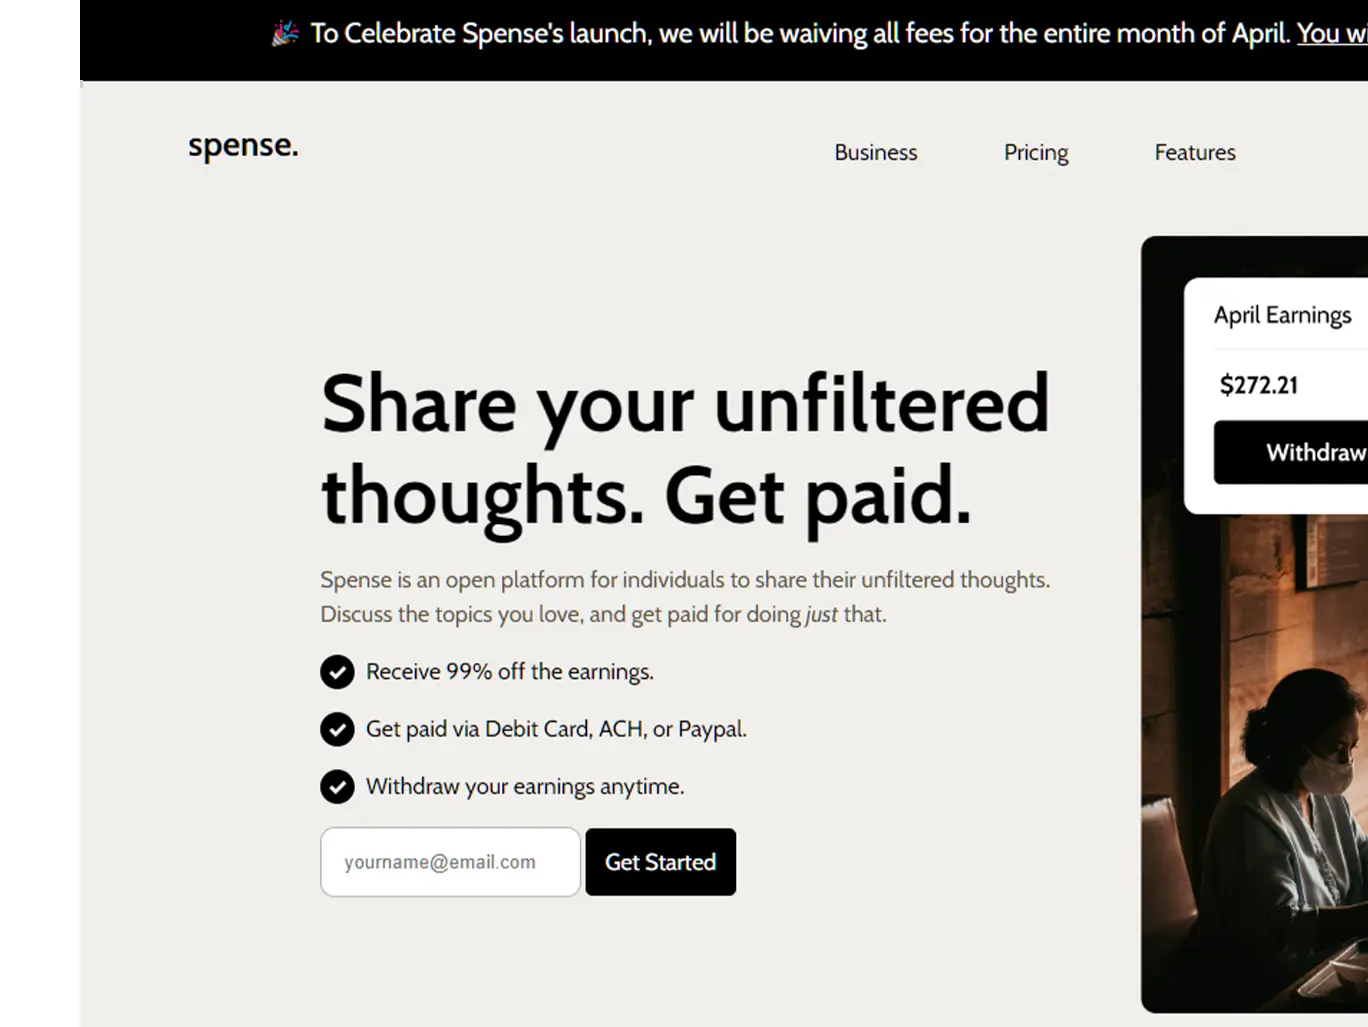 🎉 To Celebrate Spense's launch, we will be waiving all fees for the entire month of April. You wi
spense.
Business
Pricing
Features
Share your unfiltered
thoughts. Get paid.
Spense is an open platform for individuals to share their unfiltered thoughts.
Discuss the topics you love, and get paid for doing just that.
Receive 99% off the earnings.
Get paid via Debit Card, ACH, or Paypal.
Withdraw your earnings anytime.
yourname@email.com
Get Started
April Earnings
$272.21
Withdraw